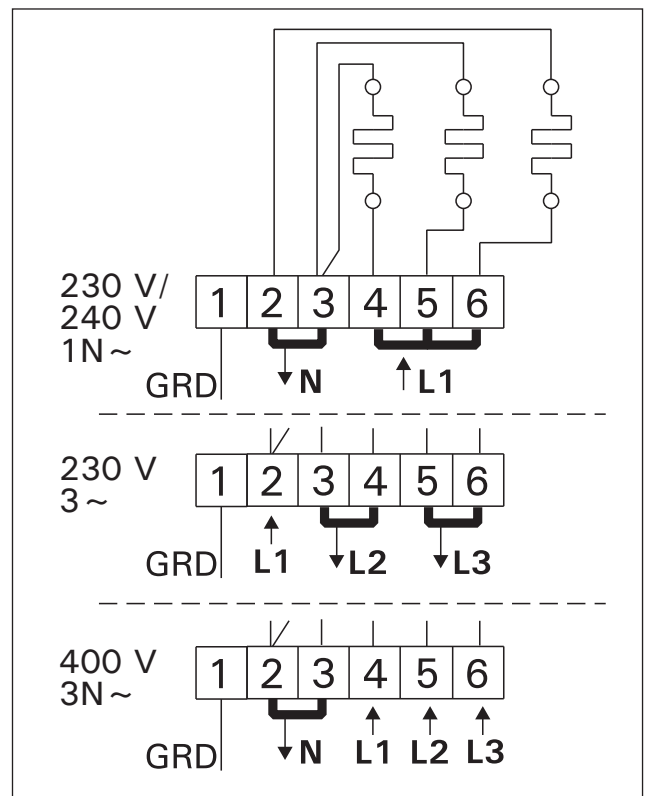 230 V/
240 V
1N~
1 2 3 4 5 6
GRD N L1
230 V
3~
1 2 3 4 5 6
GRD L1 L2 L3
400 V
3N~
1 2 3 4 5 6
GRD N L1 L2 L3